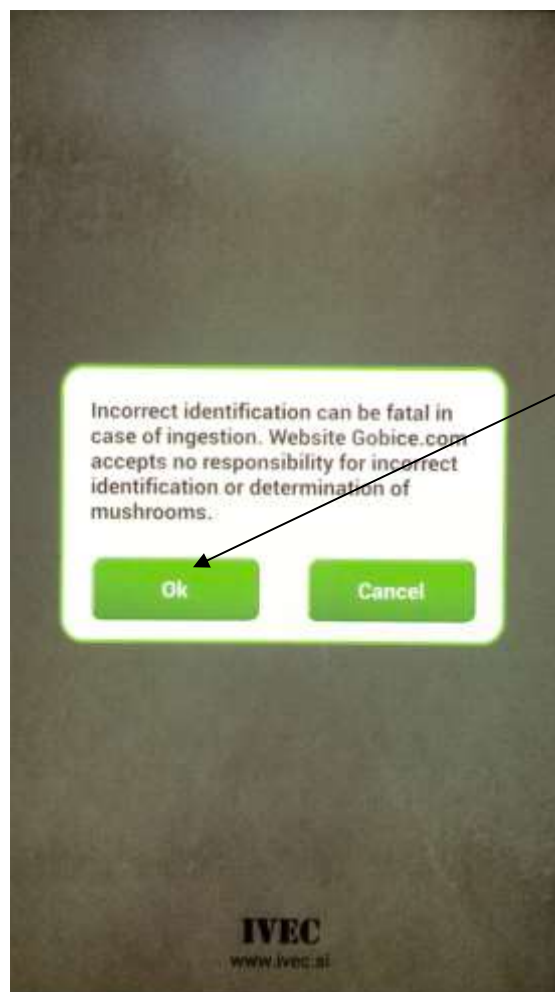 Incorrect identification can be fatal in
case of ingestion. Website Gobice.com
accepts no responsibility for incorrect
identification or determination of
mushrooms.
Ok Cancel
IVEC
www.ivec.si